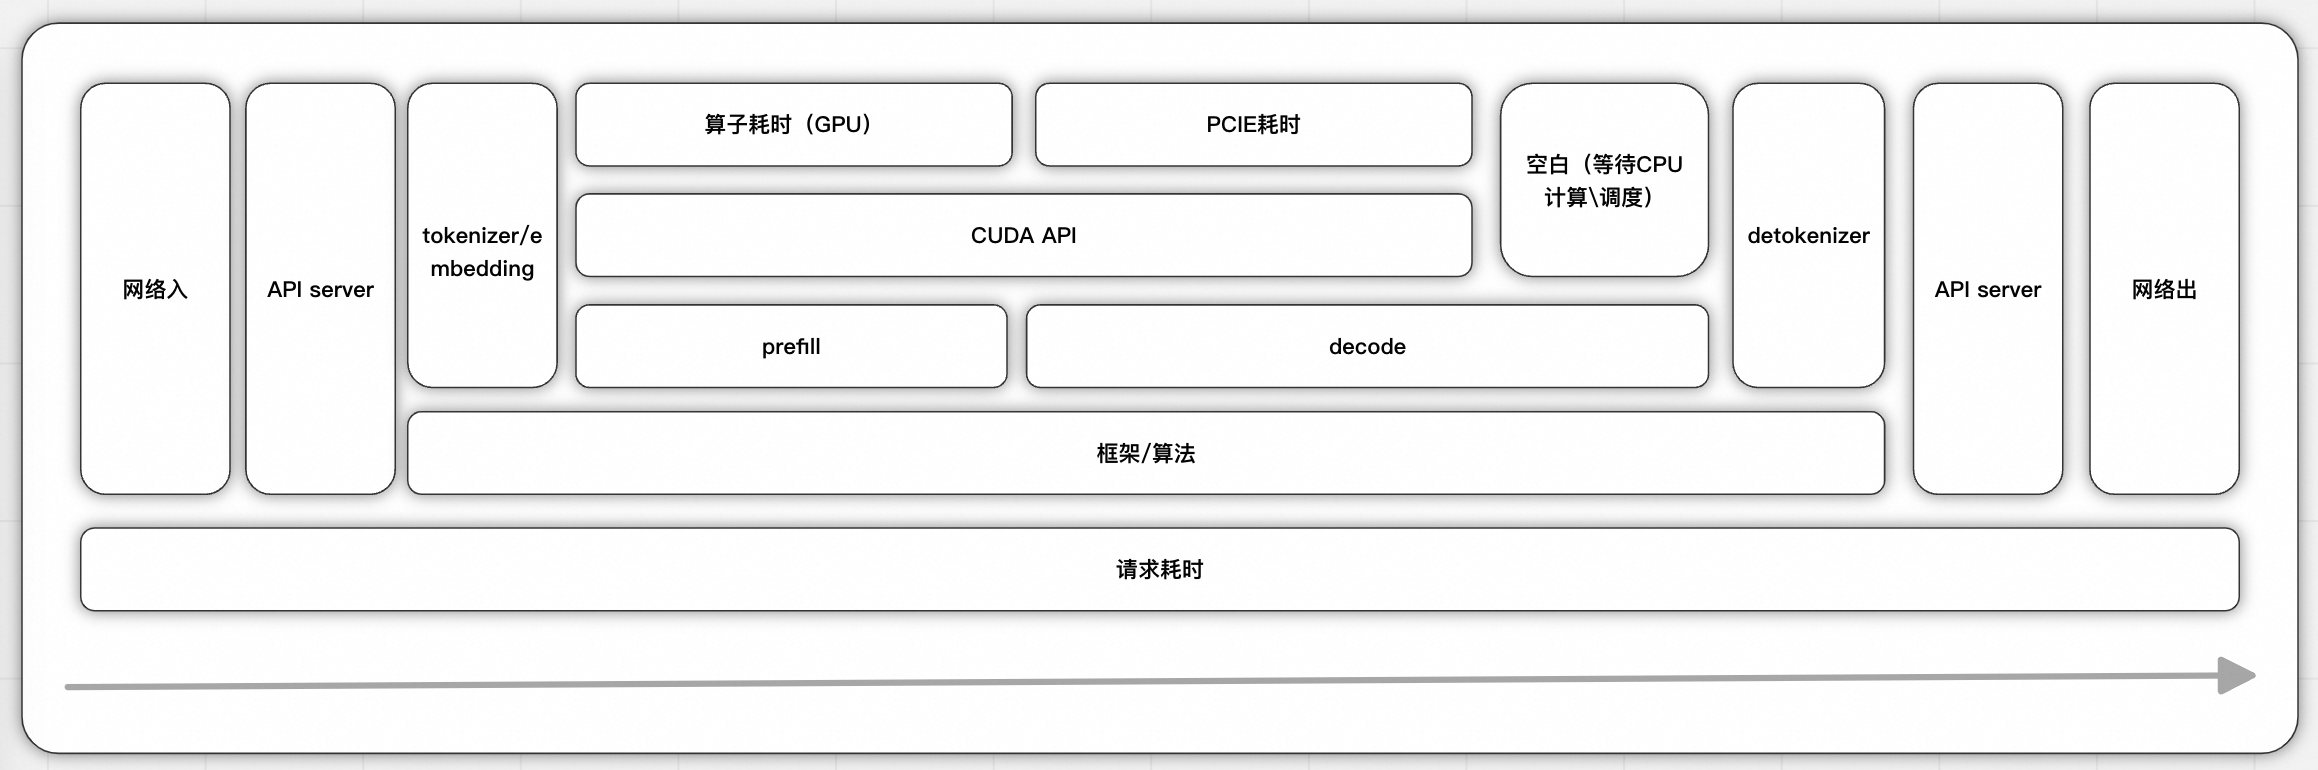 网络入
API server
tokenizer/e
mbedding
算子耗时（GPU）
PCIE耗时
CUDA API
空白（等待CPU
计算\调度）
prefill
decode
detokenizer
API server
网络出
框架/算法
请求耗时